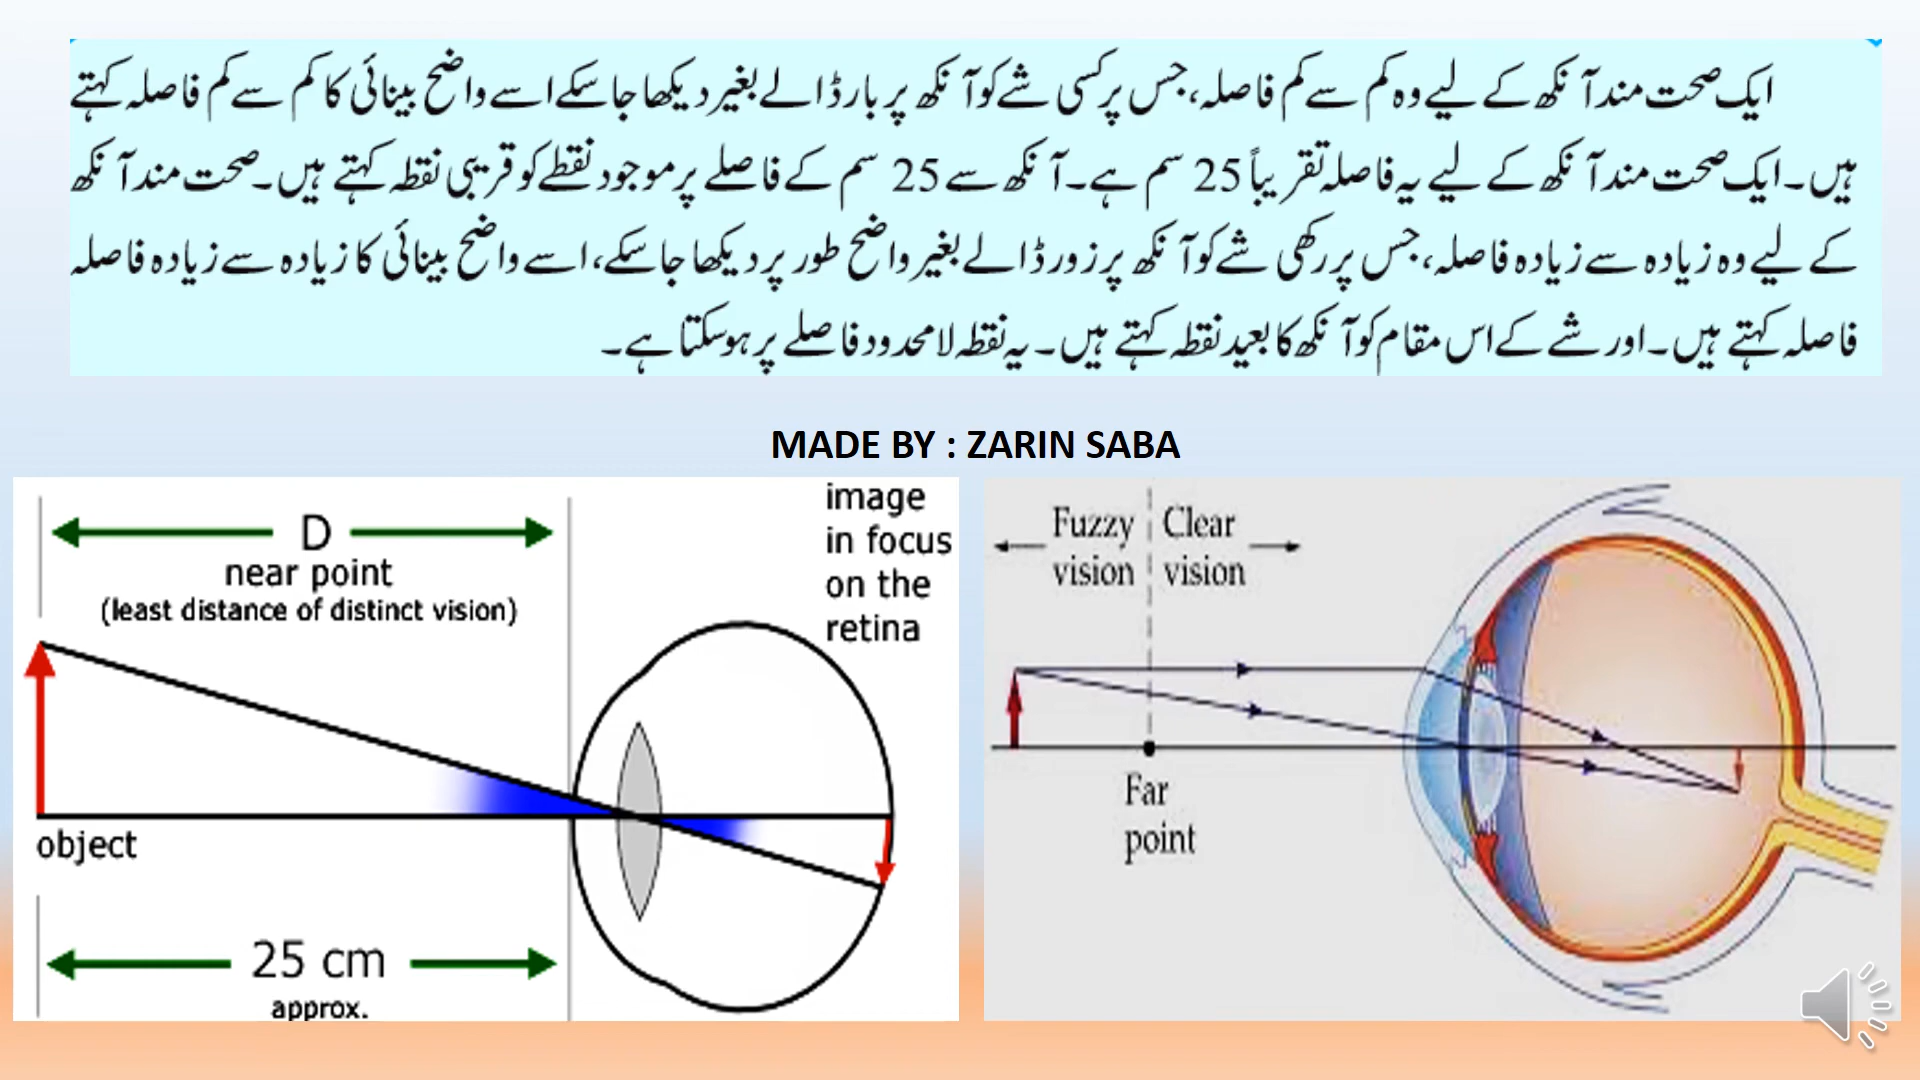 ایک صحت مند آنکھ کے لیے وہ کم سے کم فاصلہ، جس پر کسی شے کو آنکھ پر بار ڈالے بغیر دیکھا جا سکے اسے واضح بینائی کا کم سے کم فاصلہ کہتے
ہیں۔ ایک صحت مند آنکھ کے لیے یہ فاصلہ تقریباً 25 سم ہے۔ آنکھ سے 25 سم کے فاصلے پر موجود نقطے کو قریبی نقطہ کہتے ہیں۔ صحت مند آنکھ
کے لیے وہ زیادہ سے زیادہ فاصلہ، جس پر رکھی شے کو آنکھ پر زور ڈالے بغیر واضح طور پر دیکھا جا سکے، اسے واضح بینائی کا زیادہ سے زیادہ فاصلہ
فاصلہ کہتے ہیں۔ اور شے کے اس مقام کو آنکھ کا بعید نقطہ کہتے ہیں۔ یہ نقطہ لامحدود فاصلے پر ہو سکتا ہے۔
MADE BY : ZARIN SABA
D
near point
(least distance of distinct vision)
image
in focus
on the
retina
object
25 cm
approx.
Fuzzy
vision
Clear
vision
Far
point